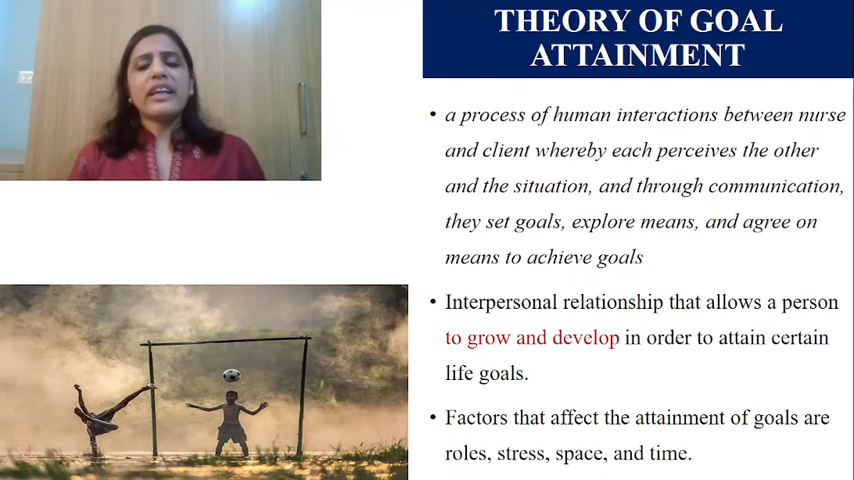 THEORY OF GOAL
ATTAINMENT
• a process of human interactions between nurse
and client whereby each perceives the other
and the situation, and through communication,
they set goals, explore means, and agree on
means to achieve goals
• Interpersonal relationship that allows a person
to grow and develop in order to attain certain
life goals.
• Factors that affect the attainment of goals are
roles, stress, space, and time.